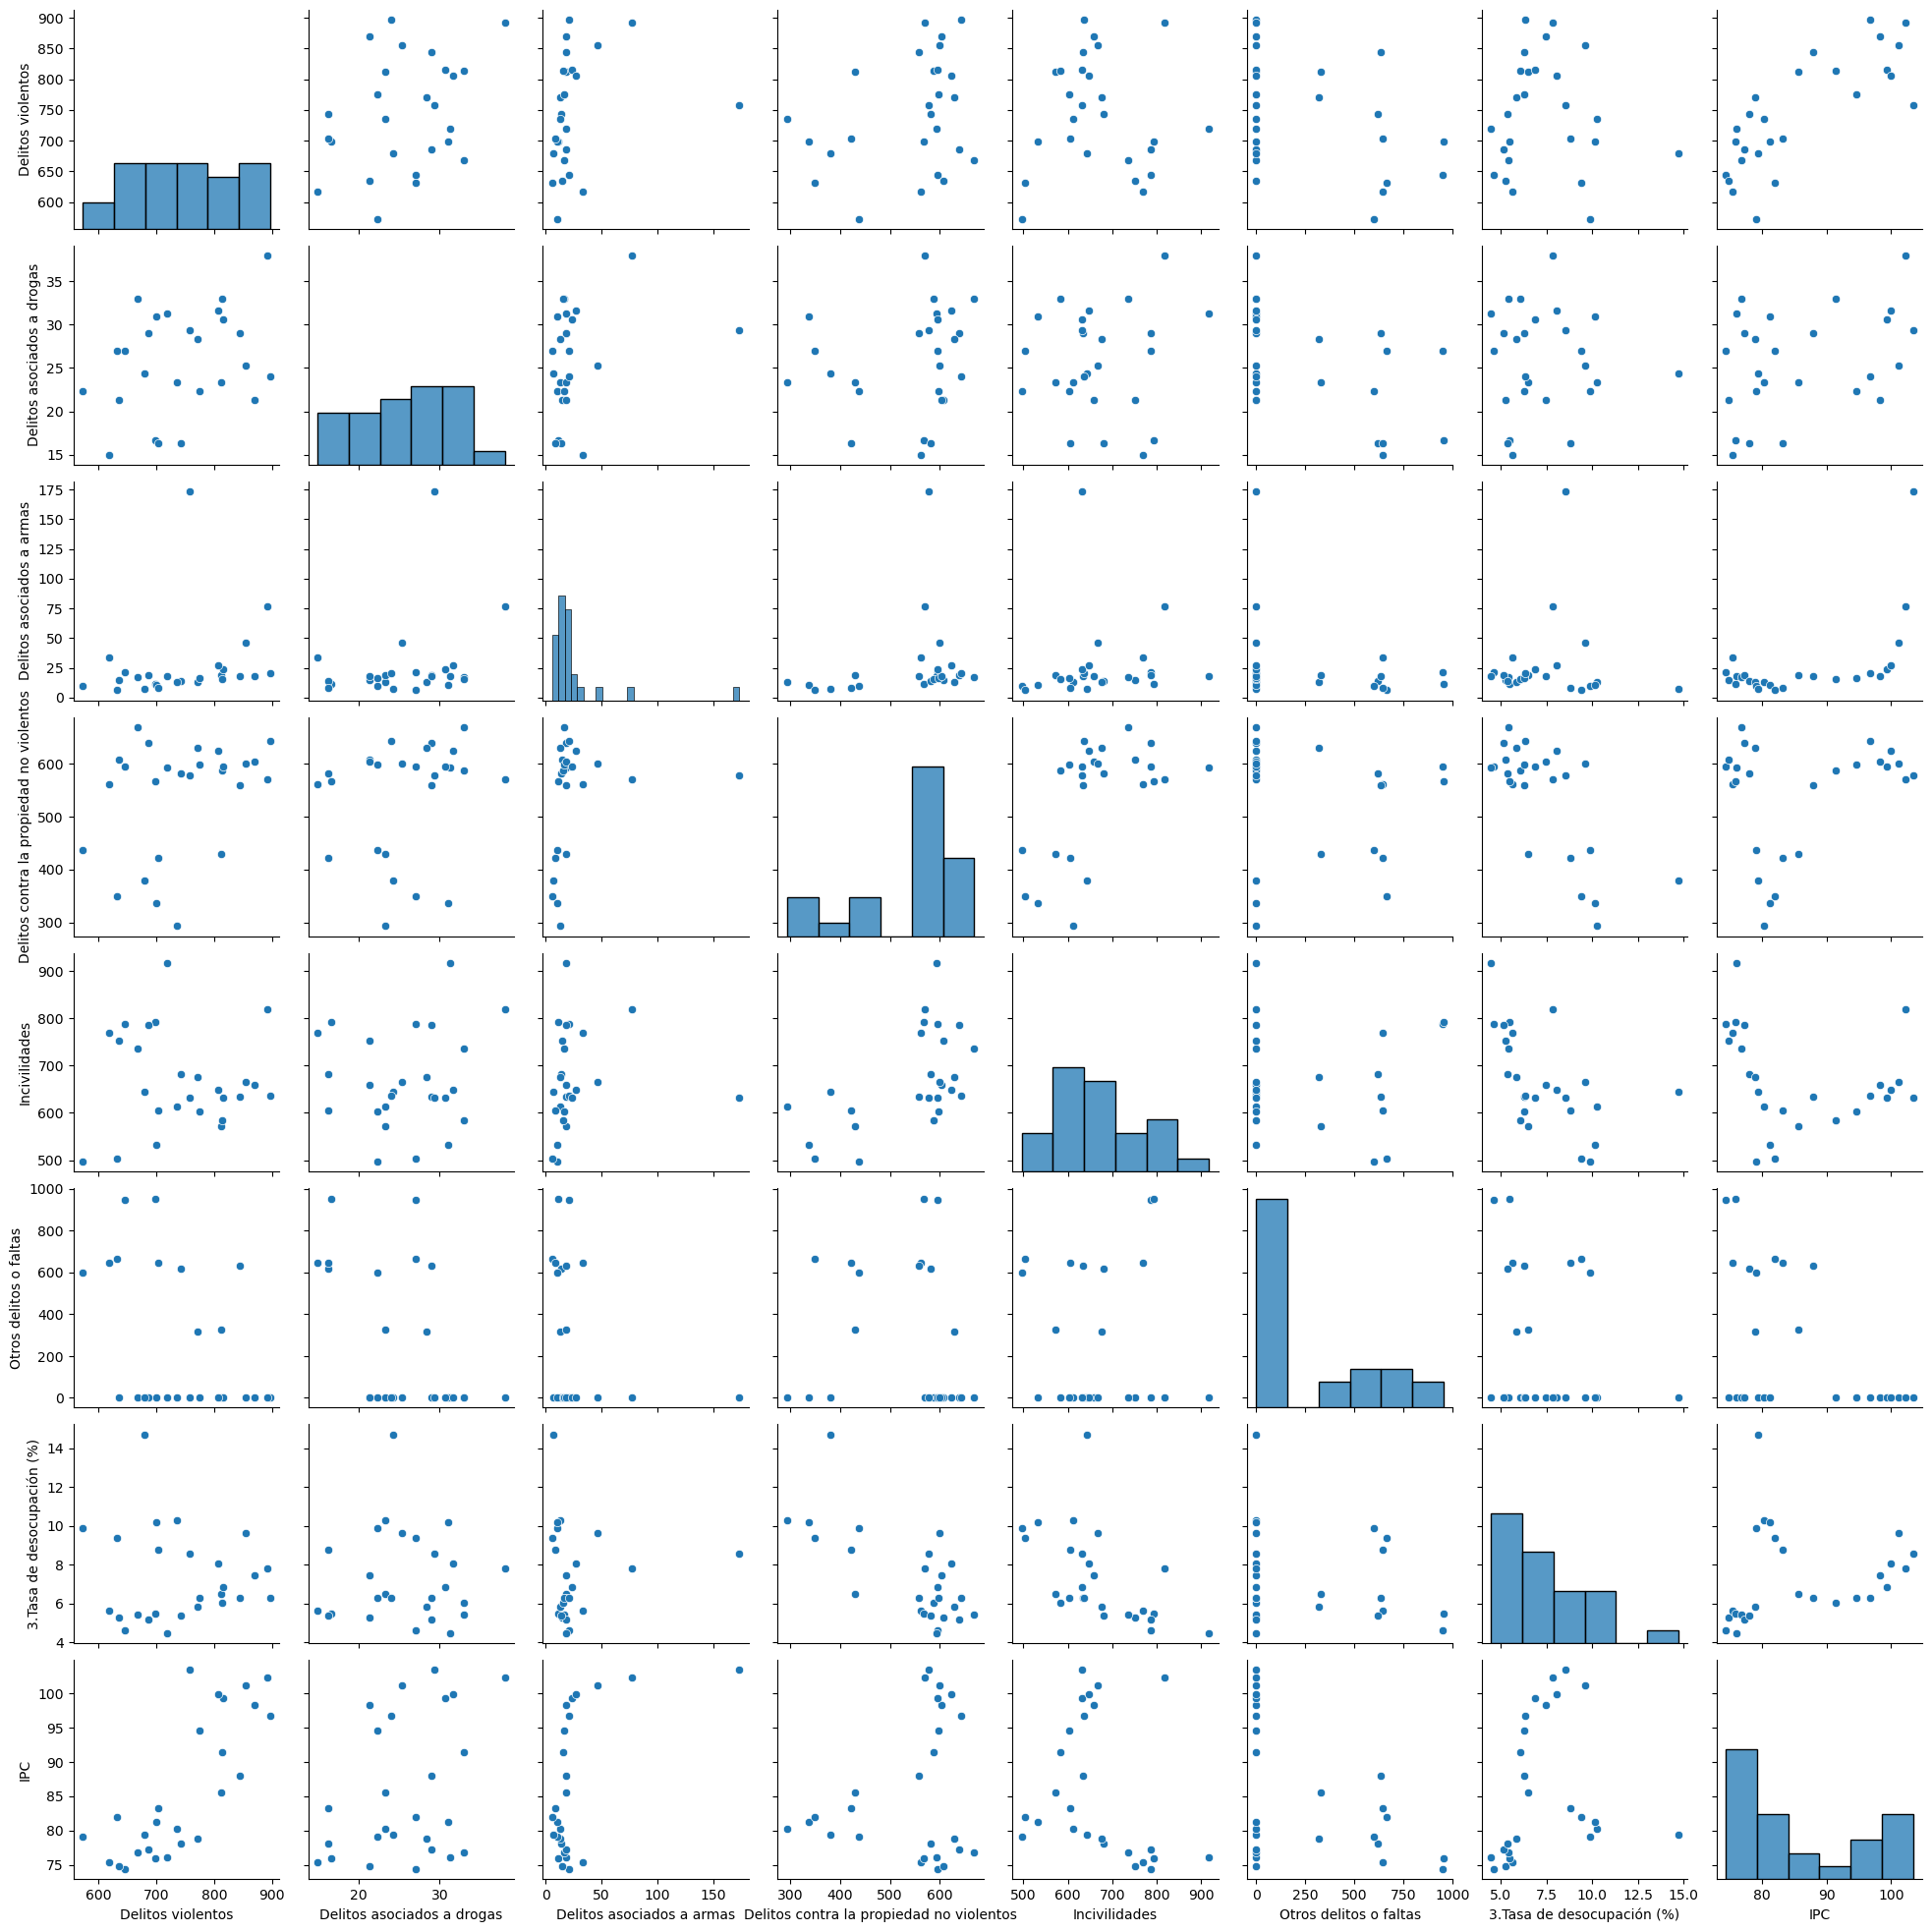 900
850
800
750
700
650
600
Delitos violentos
35
30
25
20
15
Delitos asociados a drogas
175
150
125
100
75
50
25
0
Delitos asociados a armas
600
500
400
300
Delitos contra la propiedad no violentos
900
800
700
600
500
Incivilidades
1000
800
600
400
200
0
Otros delitos o faltas
14
12
10
8
6
4
3.Tasa de desocupación (%)
100
95
90
85
80
75
IPC
600 700 800 900
20 30
0 50 100 150
300 400 500 600
500 600 700 800 900
0 250 500 750 1000
5.0 7.5 10.0 12.5 15.0
80 90 100
Delitos violentos
Delitos asociados a drogas
Delitos asociados a armas
Delitos contra la propiedad no violentos
Incivilidades
Otros delitos o faltas
3.Tasa de desocupación (%)
IPC